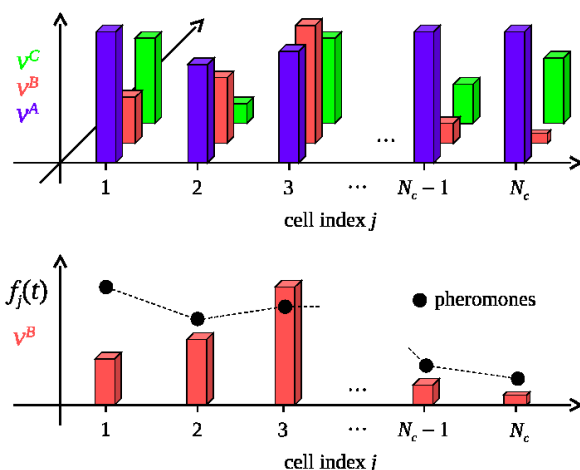 ν^C
ν^B
ν^A
...
1 2 3 ... N_c − 1 N_c
cell index j
f_j(t)
pheromones
ν^B
...
1 2 3 ... N_c − 1 N_c
cell index j